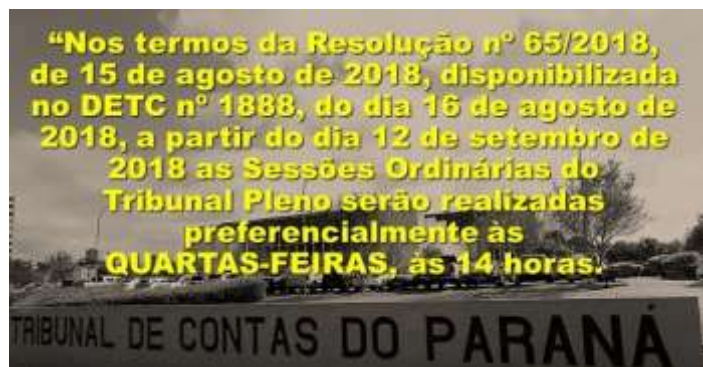 “Nos termos da Resolução nº 65/2018,
de 15 de agosto de 2018, disponibilizada
no DETC nº 1888, do dia 16 de agosto de
2018, a partir do dia 12 de setembro de
2018 as Sessões Ordinárias do
Tribunal Pleno serão realizadas
preferencialmente às
QUARTAS-FEIRAS, às 14 horas.
TRIBUNAL DE CONTAS DO PARANÁ